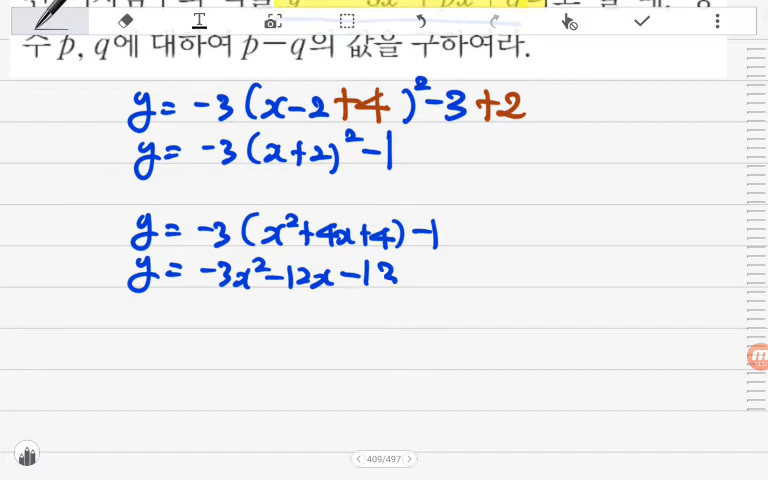 수 p, q에 대하여 p−q의 값을 구하여라.
y = -3(x-2+4)²-3+2
y = -3(x+2)²-1
y = -3(x²+4x+4)-1
y = -3x²-12x-13
409/497